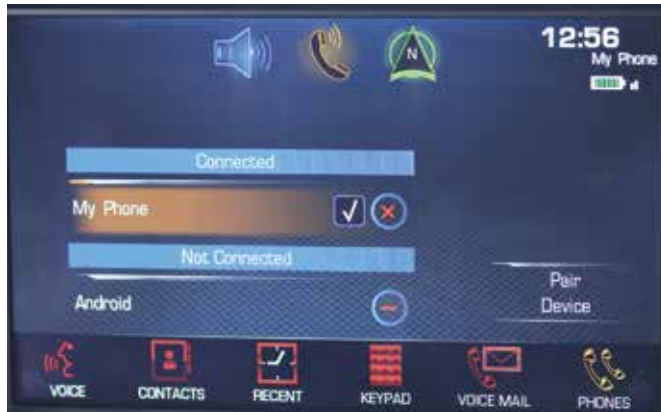 N
12:56
My Phone
Connected
My Phone
Not Connected
Android
Pair
Device
VOICE
CONTACTS
RECENT
KEYPAD
VOICE MAIL
PHONES